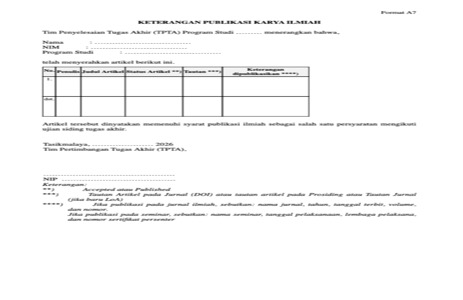 Format A7
KETERANGAN PUBLIKASI KARYA ILMIAH
Tim Penyelesaian Tugas Akhir (TPTA) Program Studi ……… menerangkan bahwa,
Nama : ……………………………
NIM : ……………………………
Program Studi : ……………………………
telah menyerahkan artikel berikut ini.
No. Penulis Judul Artikel Status Artikel **) Tautan ***) Keterangan dipublikasikan ****)
1.
dst.
Artikel tersebut dinyatakan memenuhi syarat publikasi ilmiah sebagai salah satu persyaratan mengikuti
ujian sidang tugas akhir.
Tasikmalaya, ………………… 2026
Tim Pertimbangan Tugas Akhir (TPTA),
……………………………………
NIP ……………………………
Keterangan:
**) Accepted atau Published
***) Tautan Artikel pada Jurnal (DOI) atau tautan artikel pada Prosiding atau Tautan Jurnal
(jika baru LoA)
****) Jika publikasi pada jurnal ilmiah, sebutkan: nama jurnal, tahun, tanggal terbit, volume,
dan nomor.
Jika publikasi pada seminar, sebutkan: nama seminar, tanggal pelaksanaan, lembaga pelaksana,
dan nomor sertifikat persenter